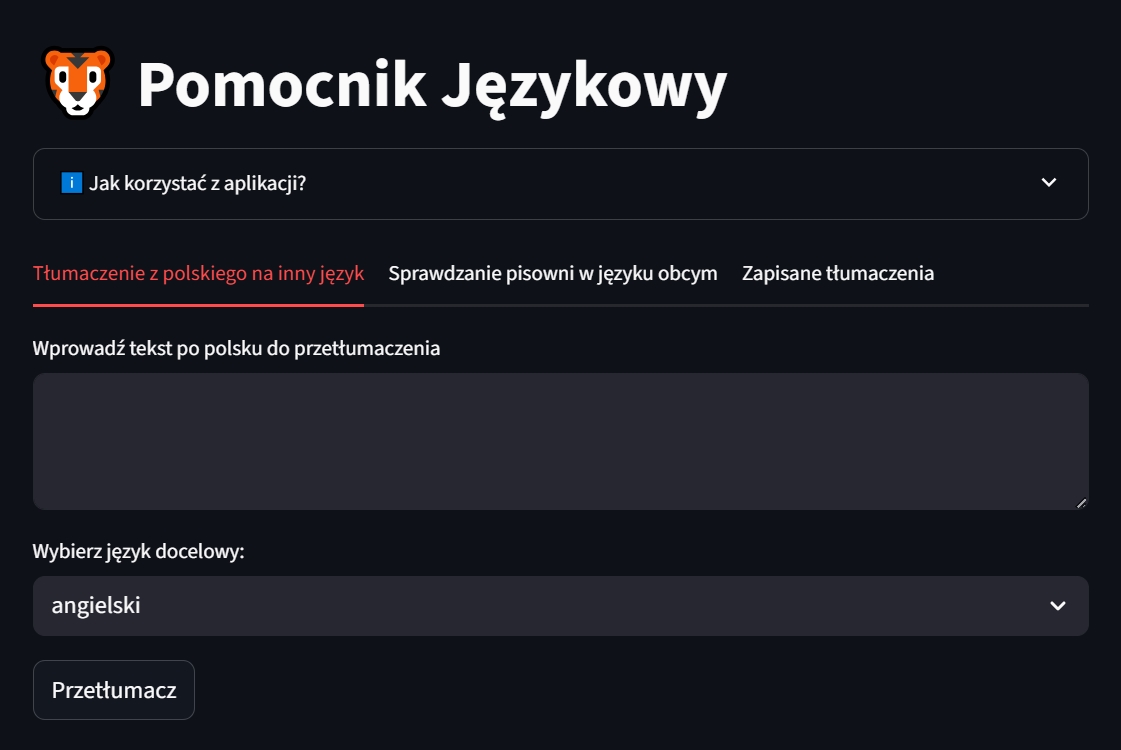 Pomocnik Językowy
i Jak korzystać z aplikacji?
Tłumaczenie z polskiego na inny język Sprawdzanie pisowni w języku obcym Zapisane tłumaczenia
Wprowadź tekst po polsku do przetłumaczenia
Wybierz język docelowy:
angielski
Przetłumacz